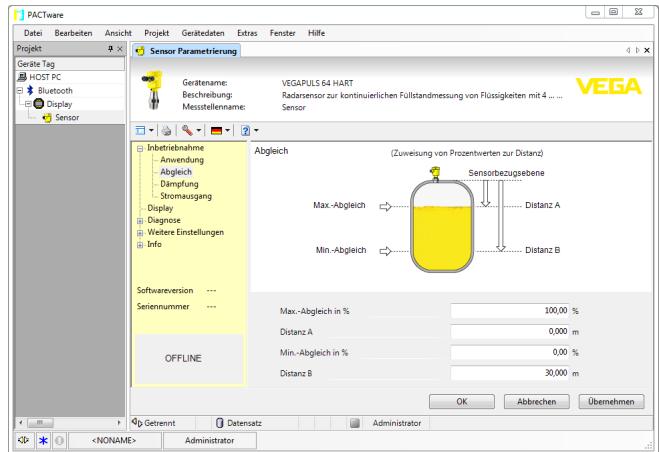 PACTware
Datei Bearbeiten Ansicht Projekt Gerätedaten Extras Fenster Hilfe
Projekt
Geräte Tag
HOST PC
Bluetooth
Display
Sensor
Sensor Parametrierung
Gerätename: VEGAPULS 64 HART
Beschreibung: Radarsensor zur kontinuierlichen Füllstandmessung von Flüssigkeiten mit 4 ... ...
Messstellenname: Sensor
VEGA
Inbetriebnahme
Anwendung
Abgleich
Dämpfung
Stromausgang
Display
Diagnose
Weitere Einstellungen
Info
Softwareversion ---
Seriennummer ---
OFFLINE
Abgleich
(Zuweisung von Prozentwerten zur Distanz)
Sensorbezugsebene
Max.-Abgleich
Distanz A
Min.-Abgleich
Distanz B
Max.-Abgleich in % 100,00 %
Distanz A 0,000 m
Min.-Abgleich in % 0,00 %
Distanz B 30,000 m
OK Abbrechen Übernehmen
Getrennt Datensatz Administrator
<NONAME> Administrator